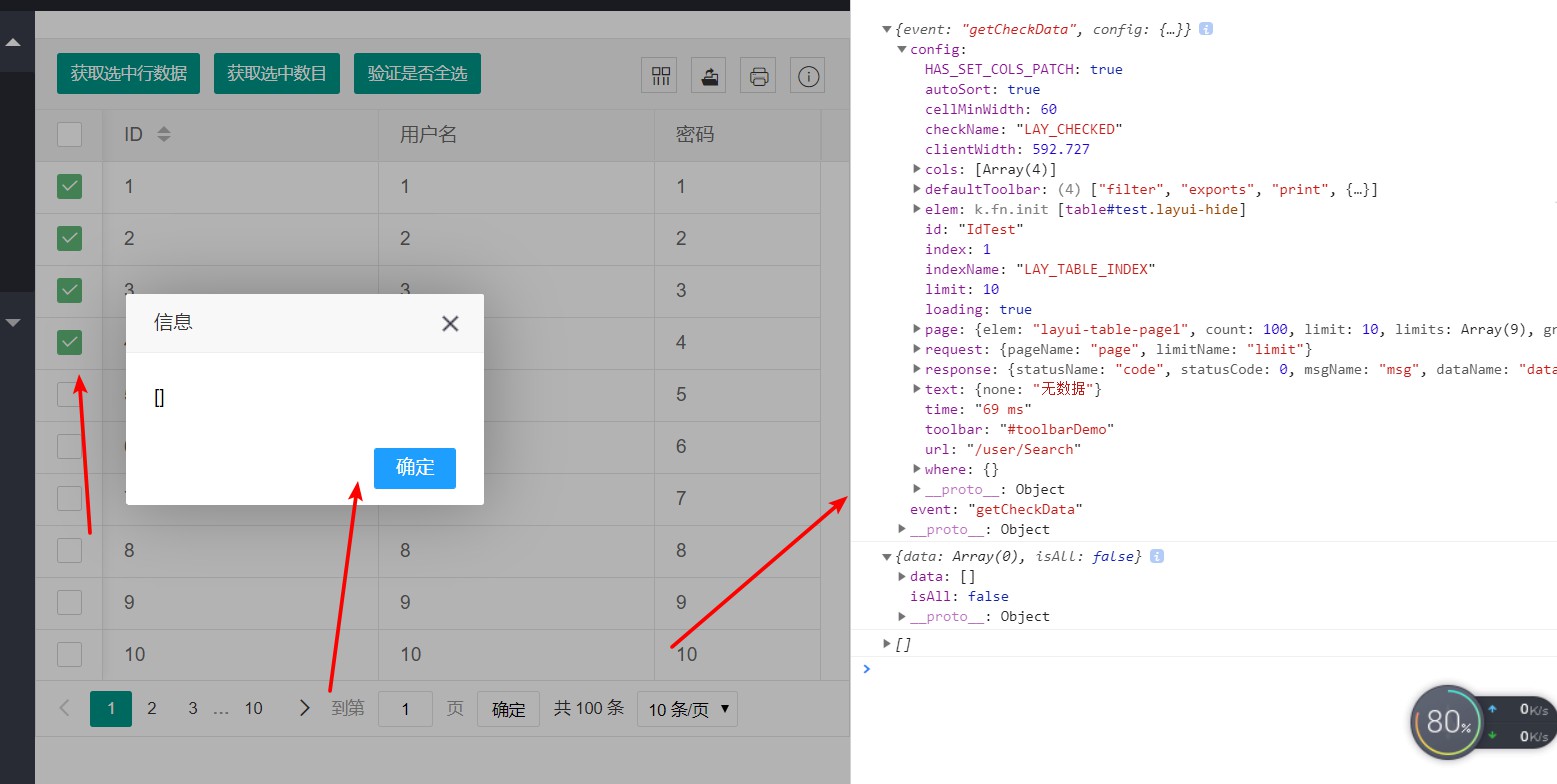 获取选中行数据 获取选中数目 验证是否全选
ID 用户名 密码
1 1 1
2 2 2
3 3 3
4
5
6
7
8 8 8
9 9 9
10 10 10
信息
[]
确定
1 2 3 … 10 到第 1 页 确定 共 100 条 10 条/页
{event: "getCheckData", config: {…}}
config:
HAS_SET_COLS_PATCH: true
autoSort: true
cellMinWidth: 60
checkName: "LAY_CHECKED"
clientWidth: 592.727
cols: [Array(4)]
defaultToolbar: (4) ["filter", "exports", "print", {…}]
elem: k.fn.init [table#test.layui-hide]
id: "IdTest"
index: 1
indexName: "LAY_TABLE_INDEX"
limit: 10
loading: true
page: {elem: "layui-table-page1", count: 100, limit: 10, limits: Array(9), gr
request: {pageName: "page", limitName: "limit"}
response: {statusName: "code", statusCode: 0, msgName: "msg", dataName: "data
text: {none: "无数据"}
time: "69 ms"
toolbar: "#toolbarDemo"
url: "/user/Search"
where: {}
__proto__: Object
event: "getCheckData"
__proto__: Object
{data: Array(0), isAll: false}
data: []
isAll: false
__proto__: Object
[]
80%
0K/s
0K/s